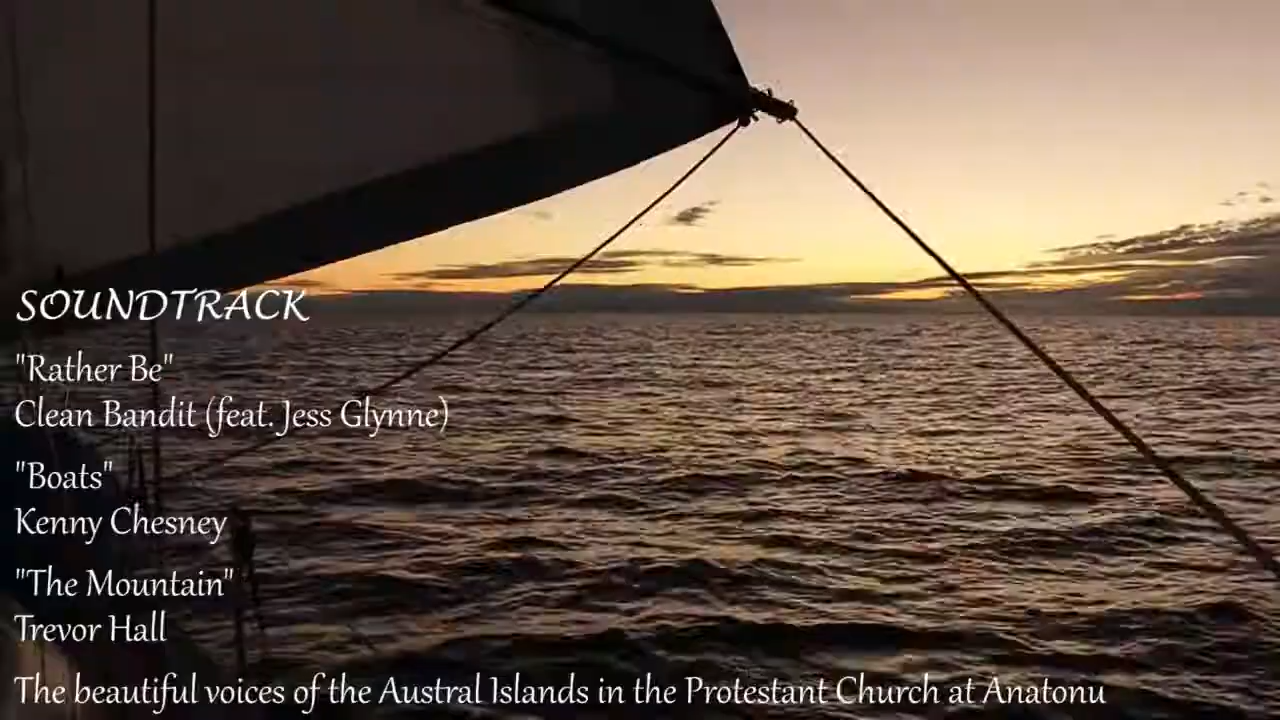 SOUNDTRACK
"Rather Be"
Clean Bandit (feat. Jess Glynne)
"Boats"
Kenny Chesney
"The Mountain"
Trevor Hall
The beautiful voices of the Austral Islands in the Protestant Church at Anatonu